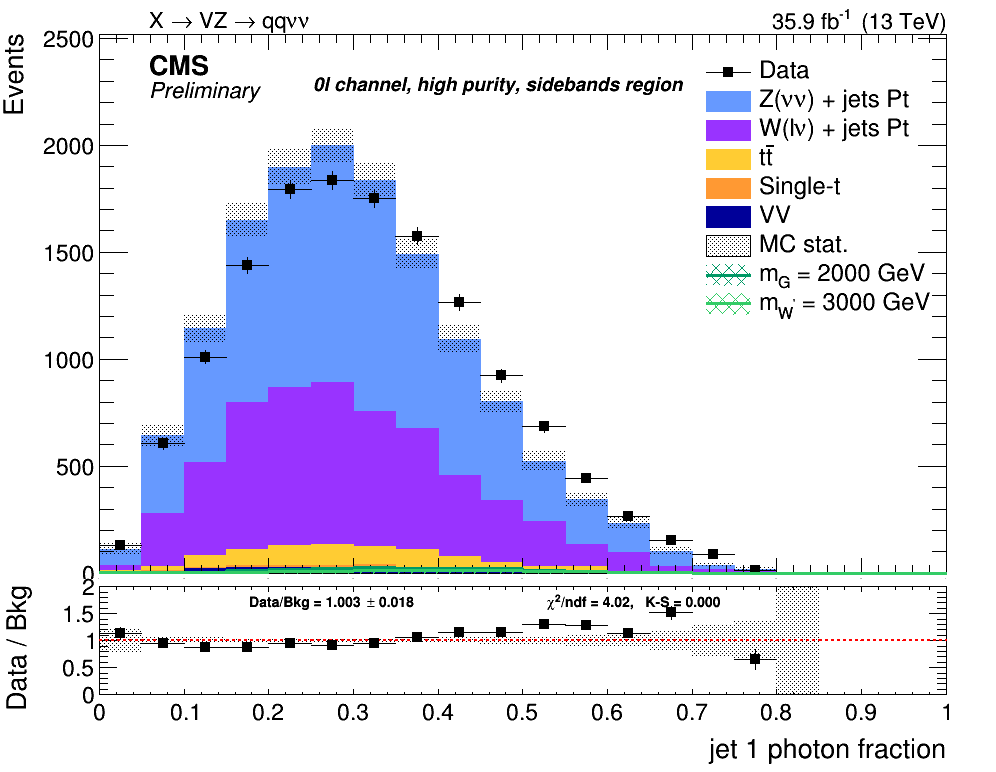 X → VZ → qqνν
35.9 fb⁻¹ (13 TeV)
Events
CMS
Preliminary
0l channel, high purity, sidebands region
Data
Z(νν) + jets Pt
W(lν) + jets Pt
tt̄
Single-t
VV
MC stat.
m_G = 2000 GeV
m_W' = 3000 GeV
2500
2000
1500
1000
500
0
Data / Bkg
Data/Bkg = 1.003 ± 0.018
χ²/ndf = 4.02, K-S = 0.000
2
1.5
1
0.5
0
0 0.1 0.2 0.3 0.4 0.5 0.6 0.7 0.8 0.9 1
jet 1 photon fraction